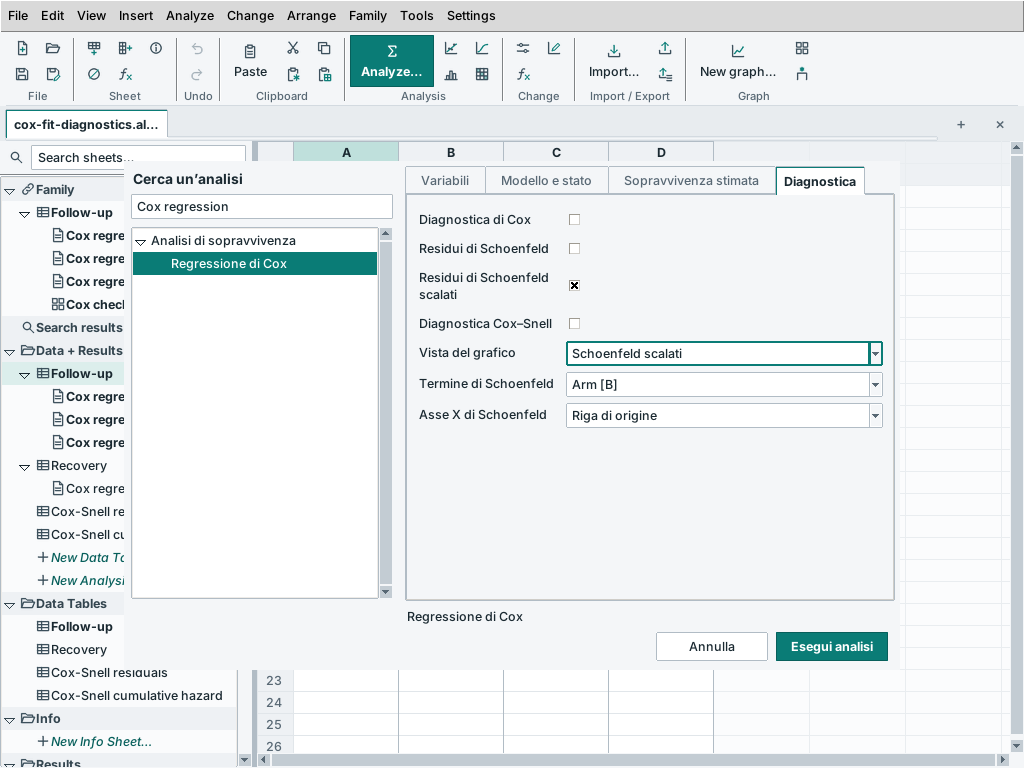 File Edit View Insert Analyze Change Arrange Family Tools Settings
Paste
Analyze...
Import...
New graph...
File Sheet Undo Clipboard Analysis Change Import / Export Graph
cox-fit-diagnostics.al...
Search sheets...
A B C D
Family
Follow-up
Cox regre
Cox regre
Cox regre
Cox chec
Search results
Data + Results
Follow-up
Cox regre
Cox regre
Cox regre
Recovery
Cox regre
Cox-Snell re
Cox-Snell cu
New Data Ta
New Analysi
Data Tables
Follow-up
Recovery
Cox-Snell residuals
Cox-Snell cumulative hazard
Info
New Info Sheet...
Results
Cerca un'analisi
Cox regression
Analisi di sopravvivenza
Regressione di Cox
Variabili Modello e stato Sopravvivenza stimata Diagnostica
Diagnostica di Cox
Residui di Schoenfeld
Residui di Schoenfeld
scalati
Diagnostica Cox–Snell
Vista del grafico Schoenfeld scalati
Termine di Schoenfeld Arm [B]
Asse X di Schoenfeld Riga di origine
Regressione di Cox
Annulla Esegui analisi
23
24
25
26